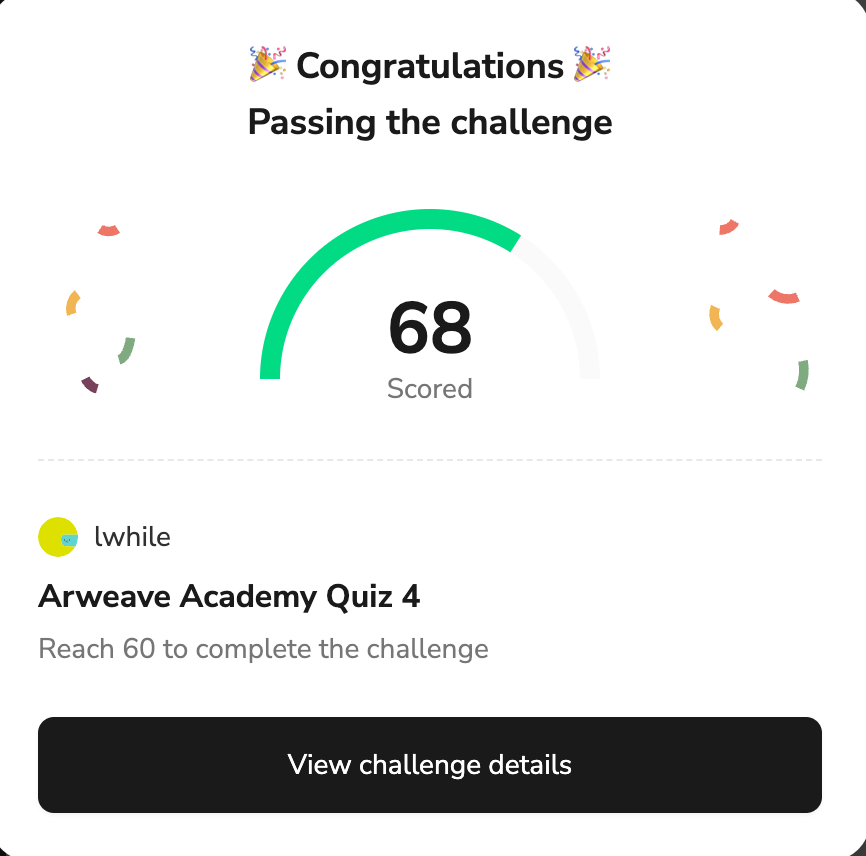 🎉 Congratulations 🎉
Passing the challenge
68
Scored
lwhile
Arweave Academy Quiz 4
Reach 60 to complete the challenge
View challenge details